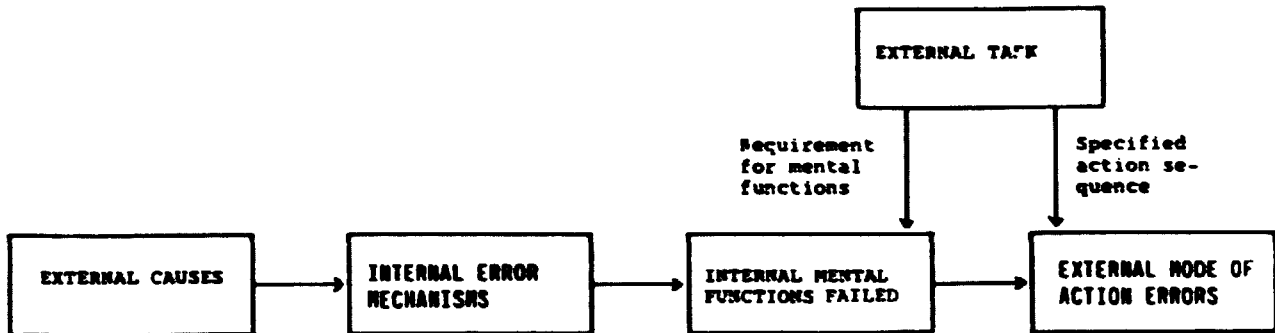 EXTERNAL TASK
Requirement
for mental
functions
Specified
action se-
quence
EXTERNAL CAUSES
INTERNAL ERROR
MECHANISMS
INTERNAL MENTAL
FUNCTIONS FAILED
EXTERNAL MODE OF
ACTION ERRORS